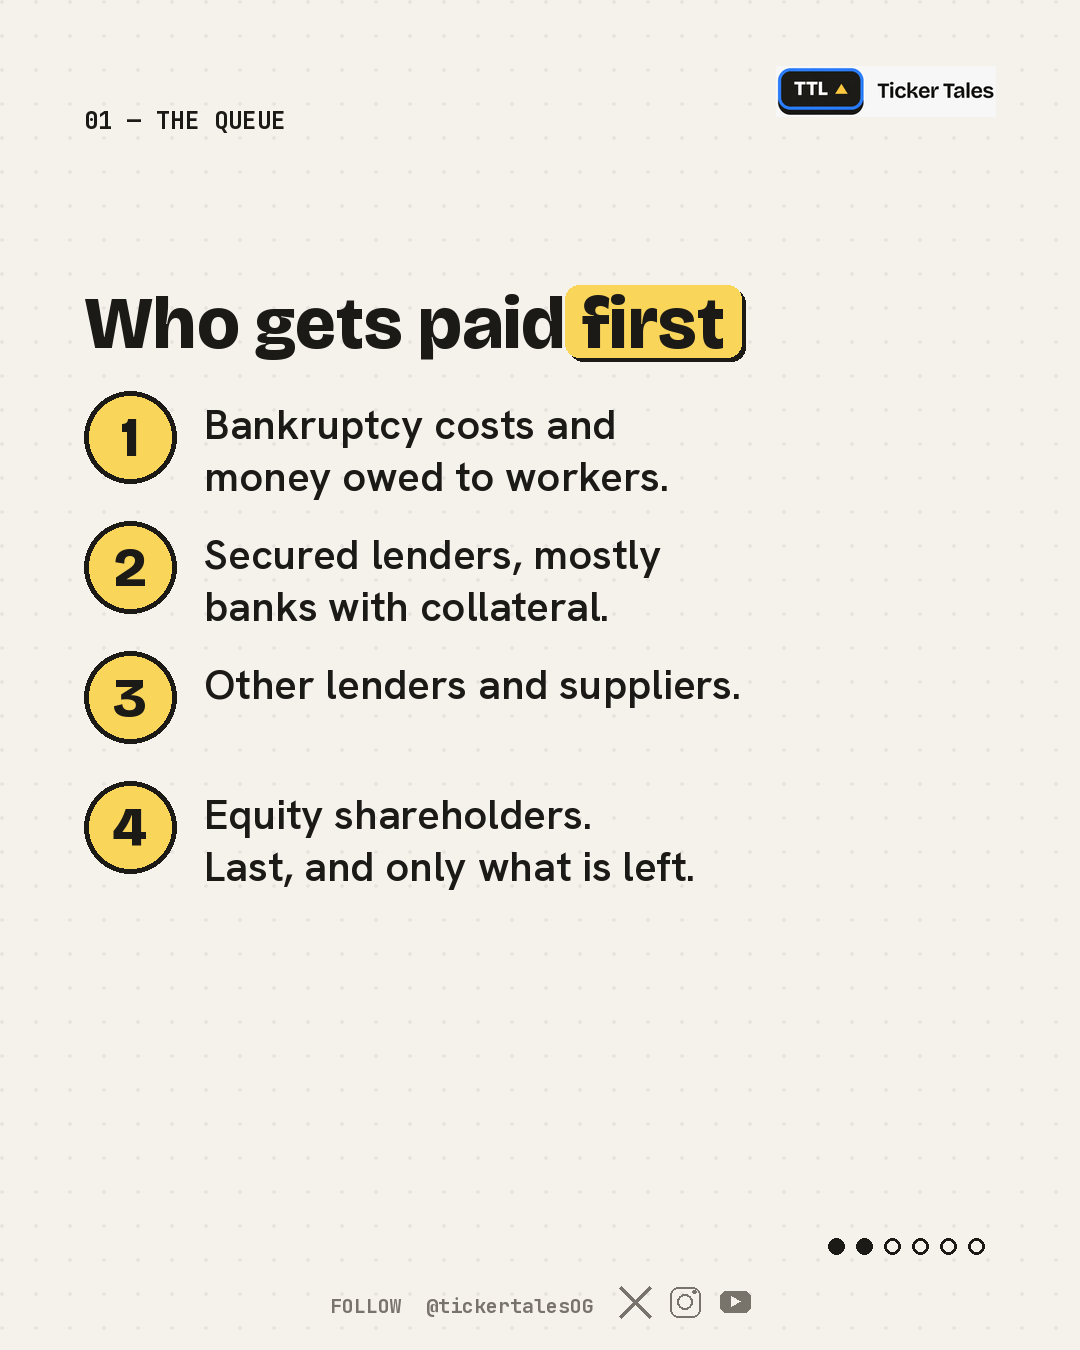 01 — THE QUEUE
TTL ▲ Ticker Tales
Who gets paid first
1 Bankruptcy costs and
money owed to workers.
2 Secured lenders, mostly
banks with collateral.
3 Other lenders and suppliers.
4 Equity shareholders.
Last, and only what is left.
FOLLOW @tickertalesOG